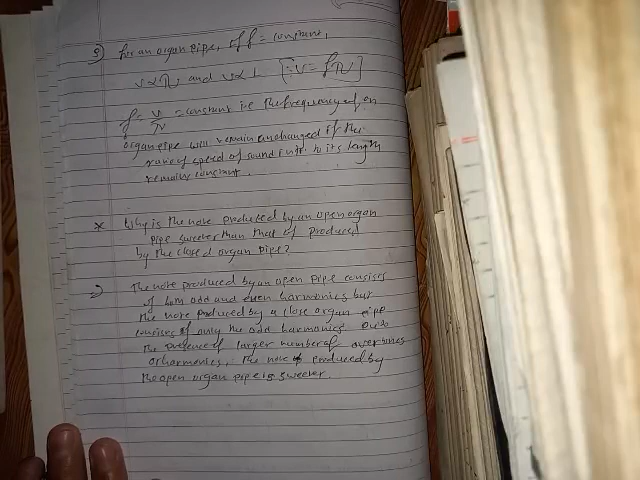 9) For an organ pipe, if f = constant,
v ∝ λ and v ∝ L [∵ v = fλ]
f = v/λ = constant i.e. the frequency of an
organ pipe will remain unchanged if the
speed of sound in it to its length
remains constant.
* Why is the note produced by an open organ
pipe sweeter than that of produced
by the closed organ pipe?
The note produced by an open pipe consists
of both odd and even harmonics but
the note produced by a close organ pipe
consists of only the odd harmonics. Due to
the presence of larger number of overtones
or harmonics, the note produced by
the open organ pipe is sweeter.